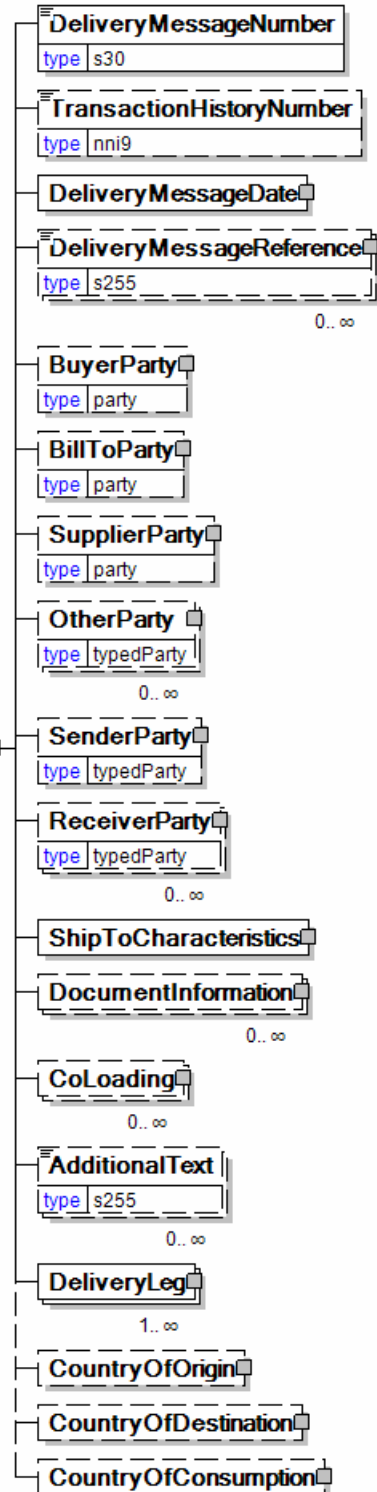 DeliveryMessageNumber
type s30
TransactionHistoryNumber
type nni9
DeliveryMessageDate
DeliveryMessageReference
type s255
0.. ∞
BuyerParty
type party
BillToParty
type party
SupplierParty
type party
OtherParty
type typedParty
0.. ∞
SenderParty
type typedParty
ReceiverParty
type typedParty
0.. ∞
ShipToCharacteristics
DocumentInformation
0.. ∞
CoLoading
0.. ∞
AdditionalText
type s255
0.. ∞
DeliveryLeg
1.. ∞
CountryOfOrigin
CountryOfDestination
CountryOfConsumption